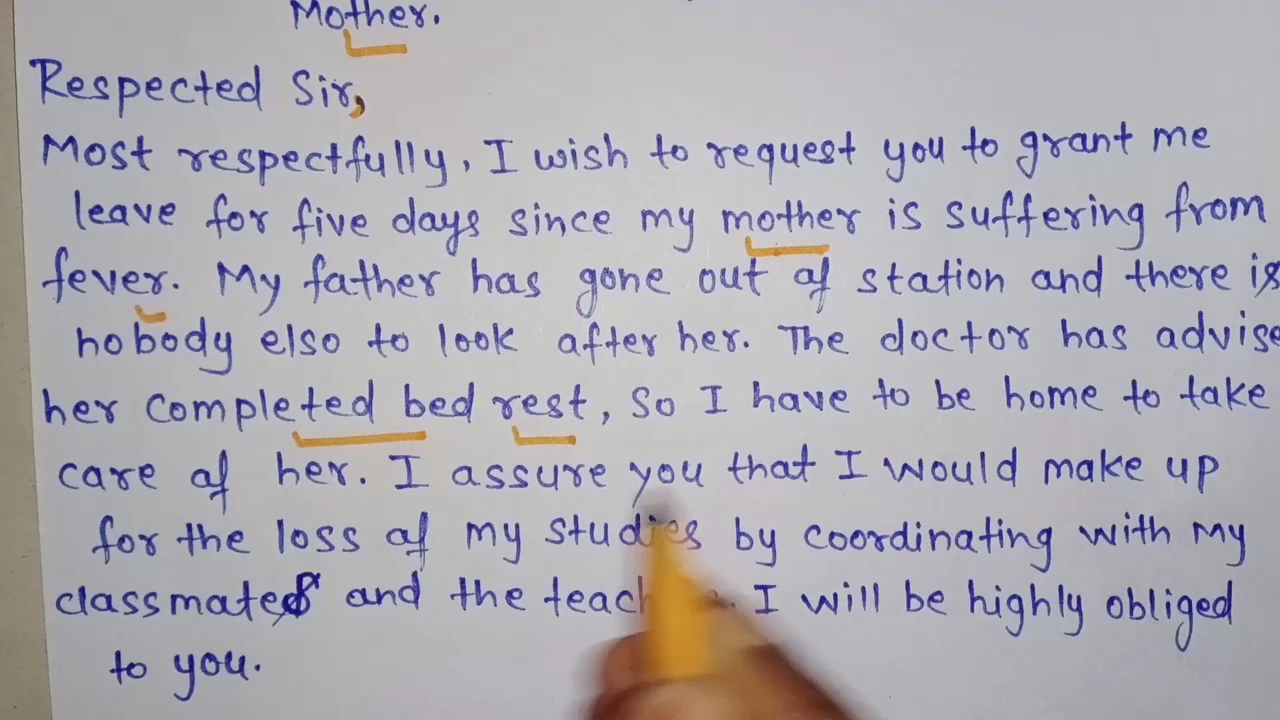 Mother.
Respected Sir,
Most respectfully, I wish to request you to grant me
leave for five days since my mother is suffering from
fever. My father has gone out of station and there is
nobody elso to look after her. The doctor has advise
her completed bed rest, So I have to be home to take
care of her. I assure you that I would make up
for the loss of my studies by coordinating with my
classmates and the teach I will be highly obliged
to you.